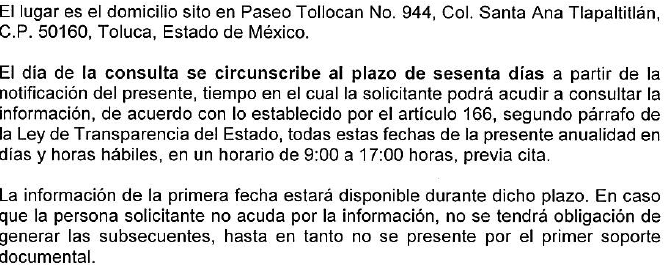 El lugar es el domicilio sito en Paseo Tollocan No. 944, Col. Santa Ana Tlapaltitlán,
C.P. 50160, Toluca, Estado de México.
El día de la consulta se circunscribe al plazo de sesenta días a partir de la
notificación del presente, tiempo en el cual la solicitante podrá acudir a consultar la
información, de acuerdo con lo establecido por el artículo 166, segundo párrafo de
la Ley de Transparencia del Estado, todas estas fechas de la presente anualidad en
días y horas hábiles, en un horario de 9:00 a 17:00 horas, previa cita.
La información de la primera fecha estará disponible durante dicho plazo. En caso
que la persona solicitante no acuda por la información, no se tendrá obligación de
generar las subsecuentes, hasta en tanto no se presente por el primer soporte
documental.